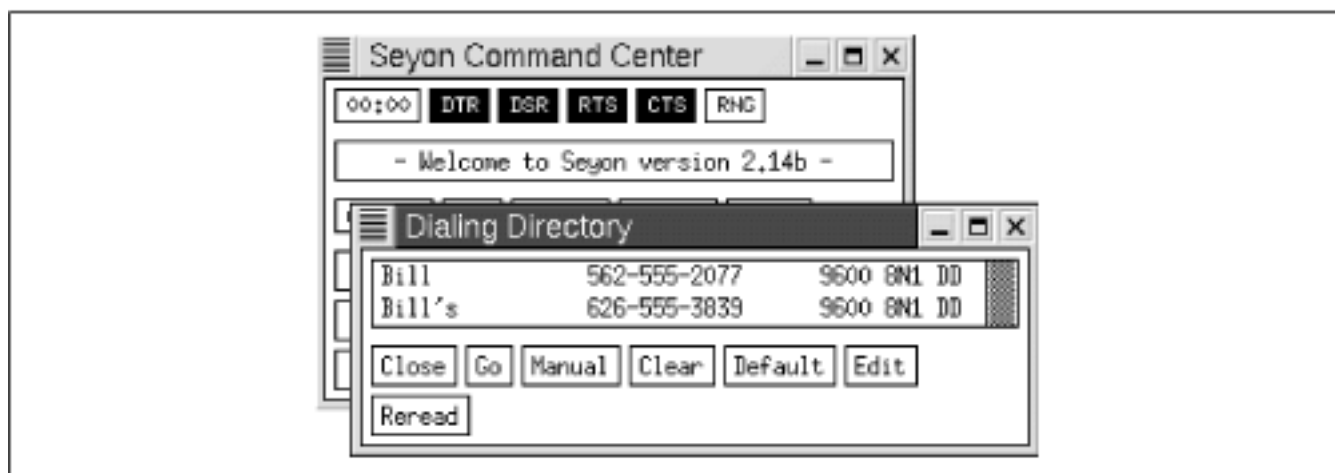 Seyon Command Center
00:00 DTR DSR RTS CTS RNG
- Welcome to Seyon version 2.14b -
Dialing Directory
Bill 562-555-2077 9600 8N1 DD
Bill's 626-555-3839 9600 8N1 DD
Close Go Manual Clear Default Edit
Reread